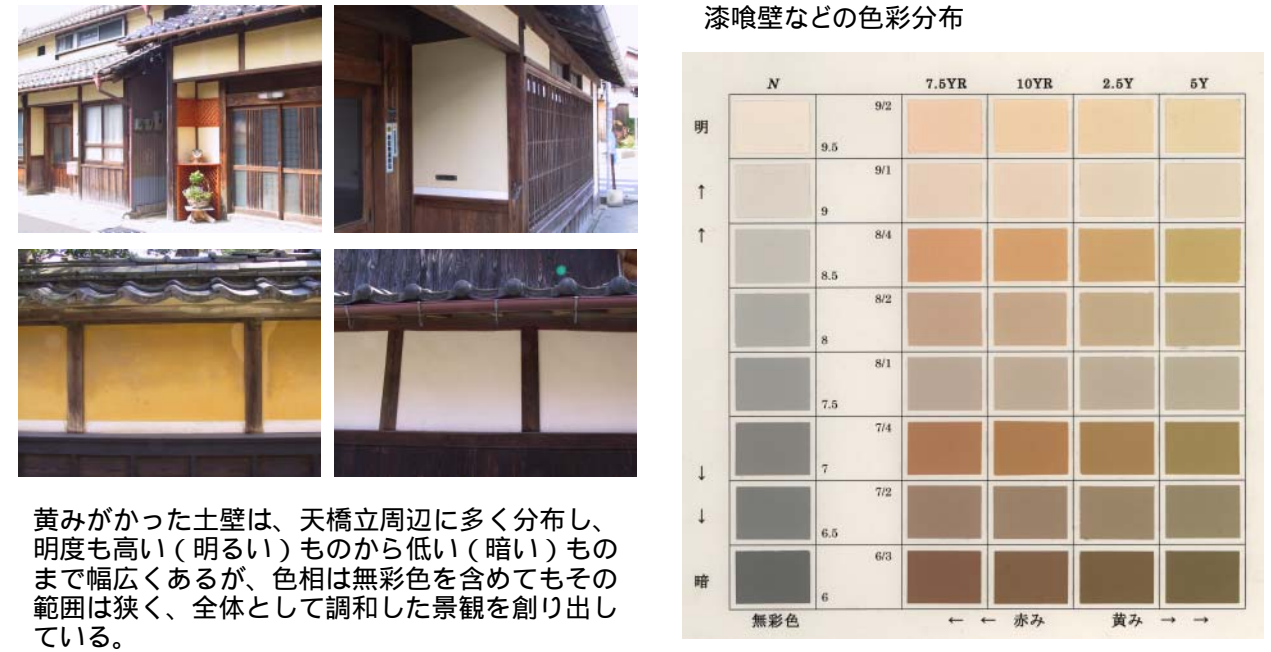 漆喰壁などの色彩分布
N 7.5YR 10YR 2.5Y 5Y
明
9/2
9.5
9/1
↑
9
↑
8/4
8.5
8/2
8
8/1
7.5
7/4
↓
7
7/2
↓
6.5
6/3
暗
6
無彩色 ← ← 赤み 黄み → →
黄みがかった土壁は、天橋立周辺に多く分布し、
明度も高い(明るい)ものから低い(暗い)もの
まで幅広くあるが、色相は無彩色を含めてもその
範囲は狭く、全体として調和した景観を創り出し
ている。